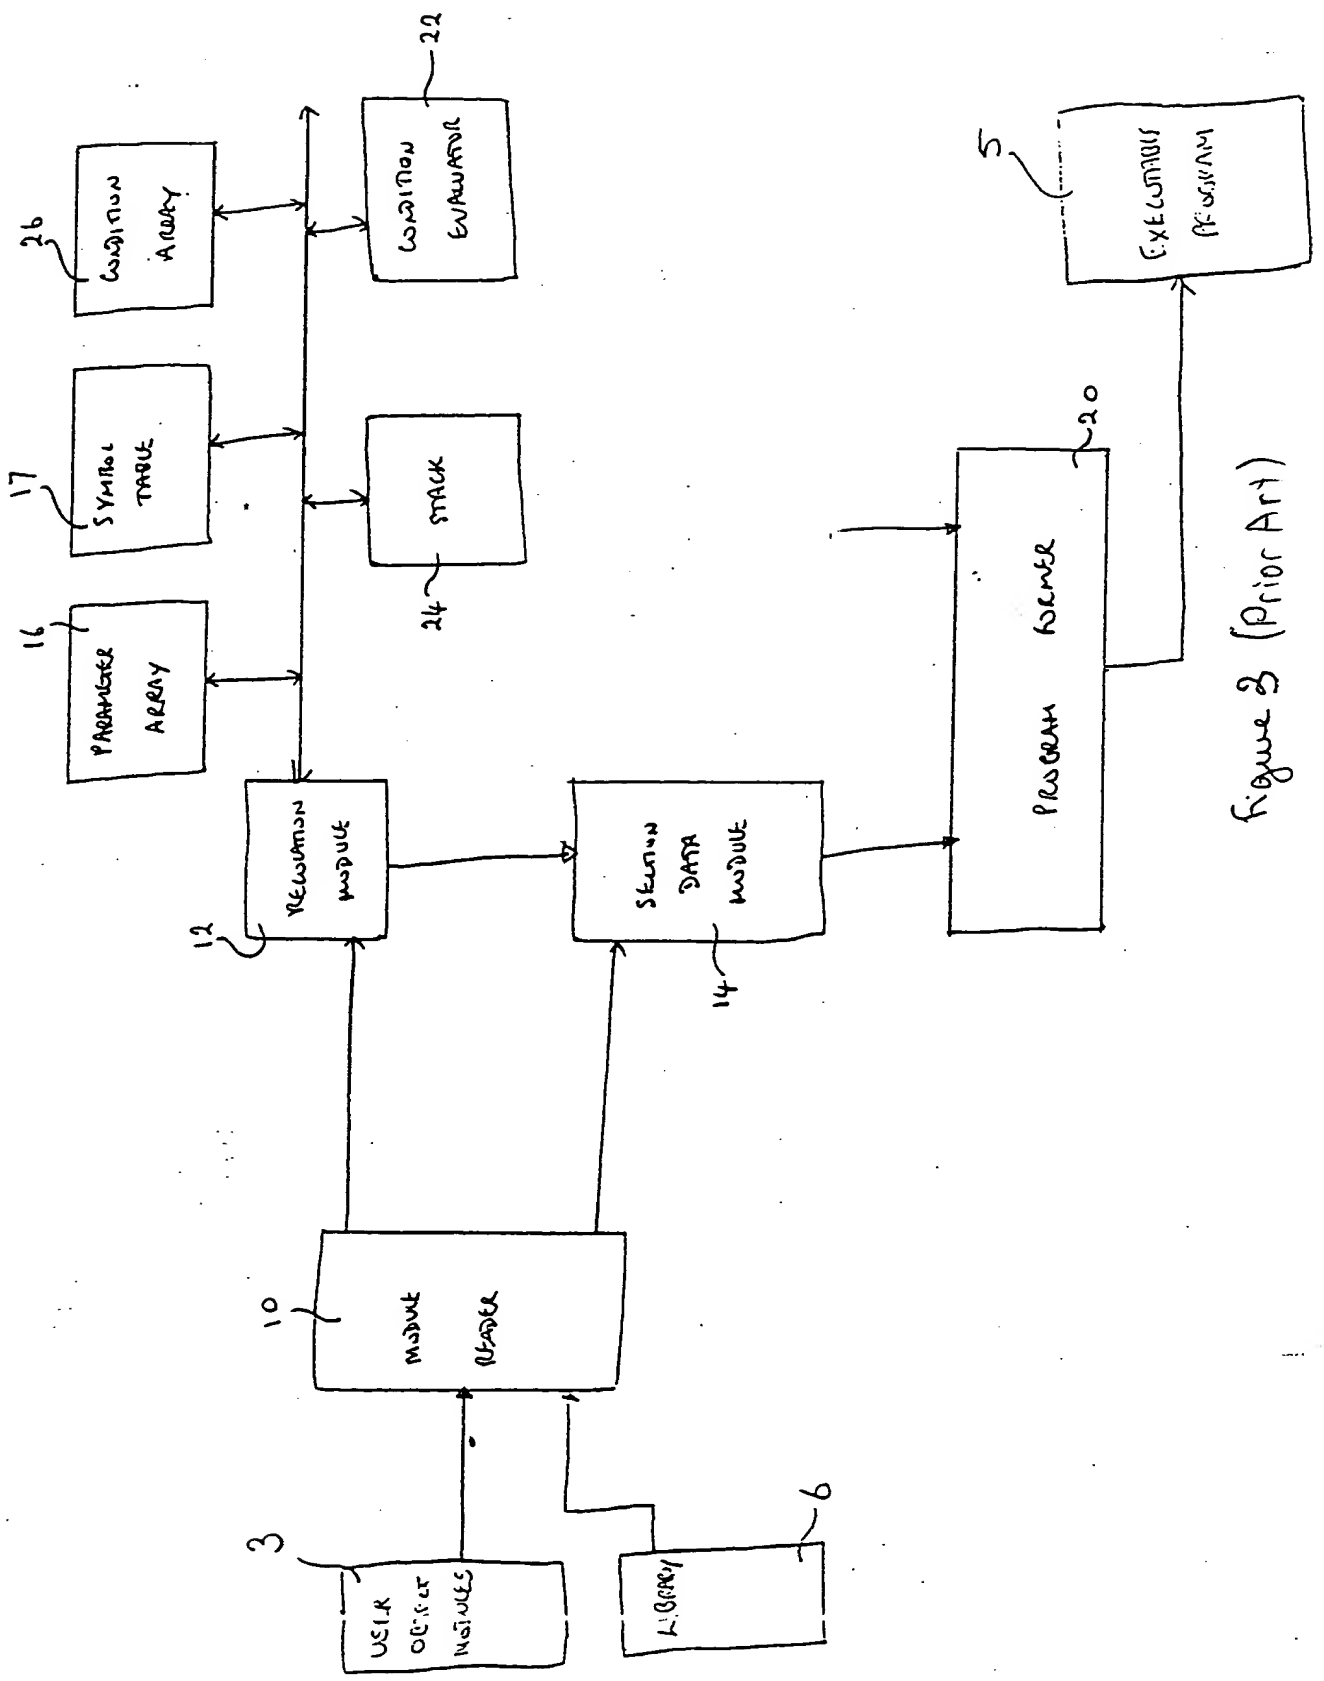 26
CONDITION
ARRAY
17
SYMBOL
TABLE
16
PARAMETER
ARRAY
22
CONDITION
EVALUATOR
24
STACK
12
RELOCATION
MODULE
SECTION
DATA
MODULE
14
10
MODULE
READER
3
USER
OBJECT
MODULES
LIBRARY
6
PROGRAM FORMER
20
5
EXECUTABLE
PROGRAM
Figure 3 (Prior Art)